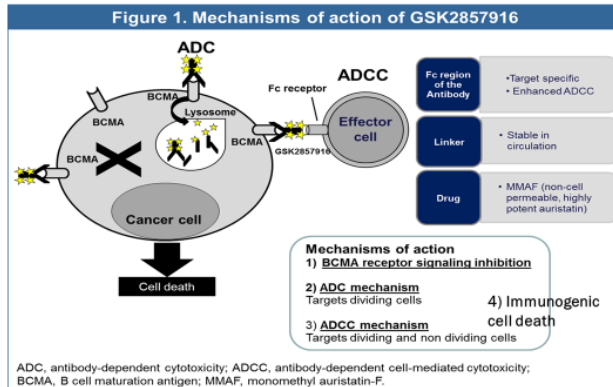 Figure 1. Mechanisms of action of GSK2857916
ADC
BCMA
Lysosome
BCMA
BCMA
BCMA
Cancer cell
Cell death
Fc receptor
ADCC
GSK2857916
Effector
cell
Fc region
of the
Antibody
•Target
specific
• Enhanced ADCC
Linker
• Stable in
circulation
Drug
• MMAF (non-cell
permeable, highly
potent auristatin)
Mechanisms of action
1) BCMA receptor signaling inhibition
2) ADC mechanism
Targets dividing cells
3) ADCC mechanism
Targets dividing and non dividing cells
4) Immunogenic
cell death
ADC, antibody-dependent cytotoxicity; ADCC, antibody-dependent cell-mediated cytotoxicity;
BCMA, B cell maturation antigen; MMAF, monomethyl auristatin-F.